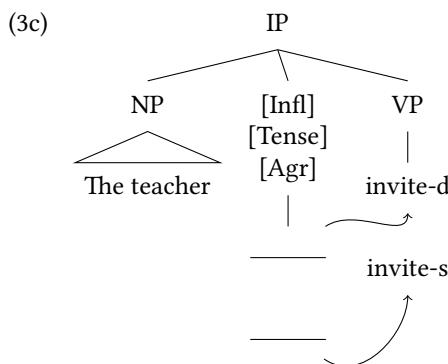 (3c)
IP
NP [Infl] VP
[Tense]
[Agr]
The teacher invite-d
invite-s